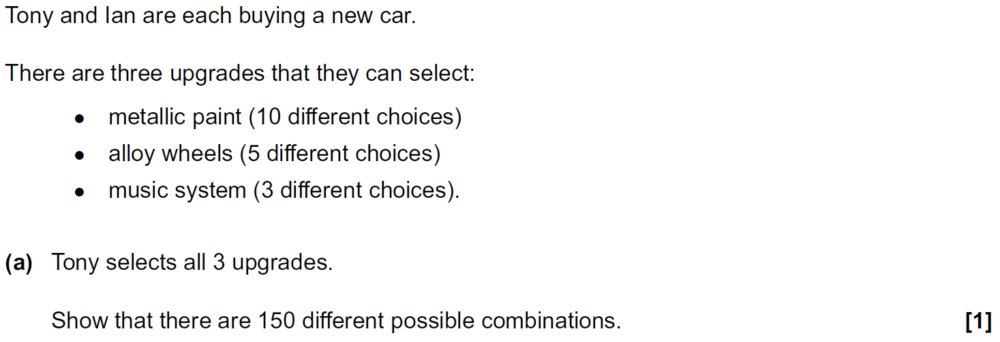 Tony and Ian are each buying a new car.
There are three upgrades that they can select:
• metallic paint (10 different choices)
• alloy wheels (5 different choices)
• music system (3 different choices).
(a) Tony selects all 3 upgrades.
Show that there are 150 different possible combinations. [1]